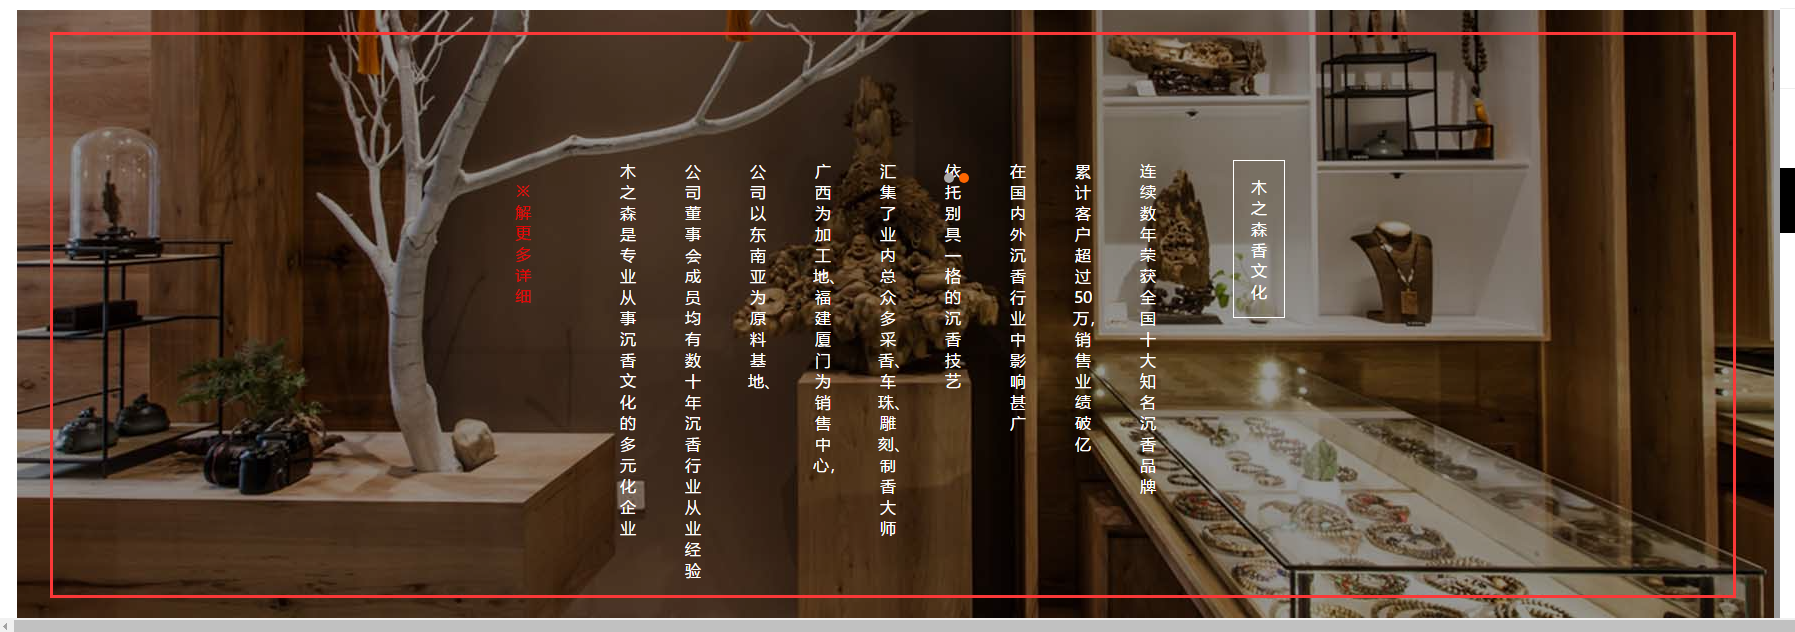 木之森香文化
木之森是专业从事沉香文化的多元化企业
公司董事会成员均有数十年沉香行业从业经验
公司以东南亚为原料基地、
广西为加工地、福建厦门为销售中心,
汇集了业内总众多采香、车珠、雕刻、制香大师
依托别具一格的沉香技艺
在国内外沉香行业中影响甚广
累计客户超过50万,销售业绩破亿
连续数年荣获全国十大知名沉香品牌
※解更多详细